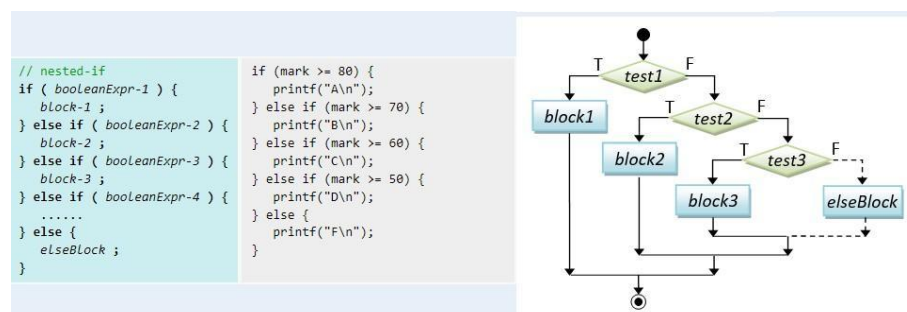 // nested-if
if ( booleanExpr-1 ) {
block-1 ;
} else if ( booleanExpr-2 ) {
block-2 ;
} else if ( booleanExpr-3 ) {
block-3 ;
} else if ( booleanExpr-4 ) {
......
} else {
elseBlock ;
}
if (mark >= 80) {
printf("A\n");
} else if (mark >= 70) {
printf("B\n");
} else if (mark >= 60) {
printf("C\n");
} else if (mark >= 50) {
printf("D\n");
} else {
printf("F\n");
}
T test1 F
block1
T test2 F
block2
T test3 F
block3
elseBlock